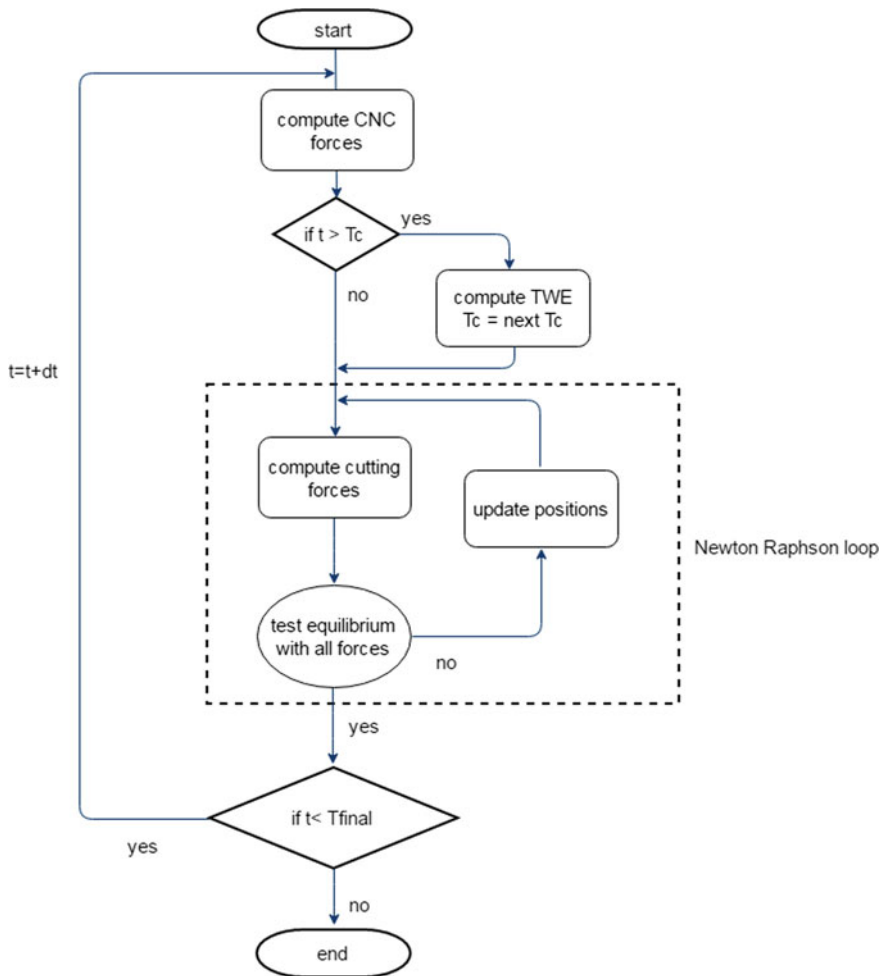 start
compute CNC
forces
if t > Tc
yes
no
compute TWE
Tc = next Tc
t=t+dt
compute cutting
forces
update positions
Newton Raphson loop
test equilibrium
with all forces
no
yes
if t< Tfinal
yes
no
end